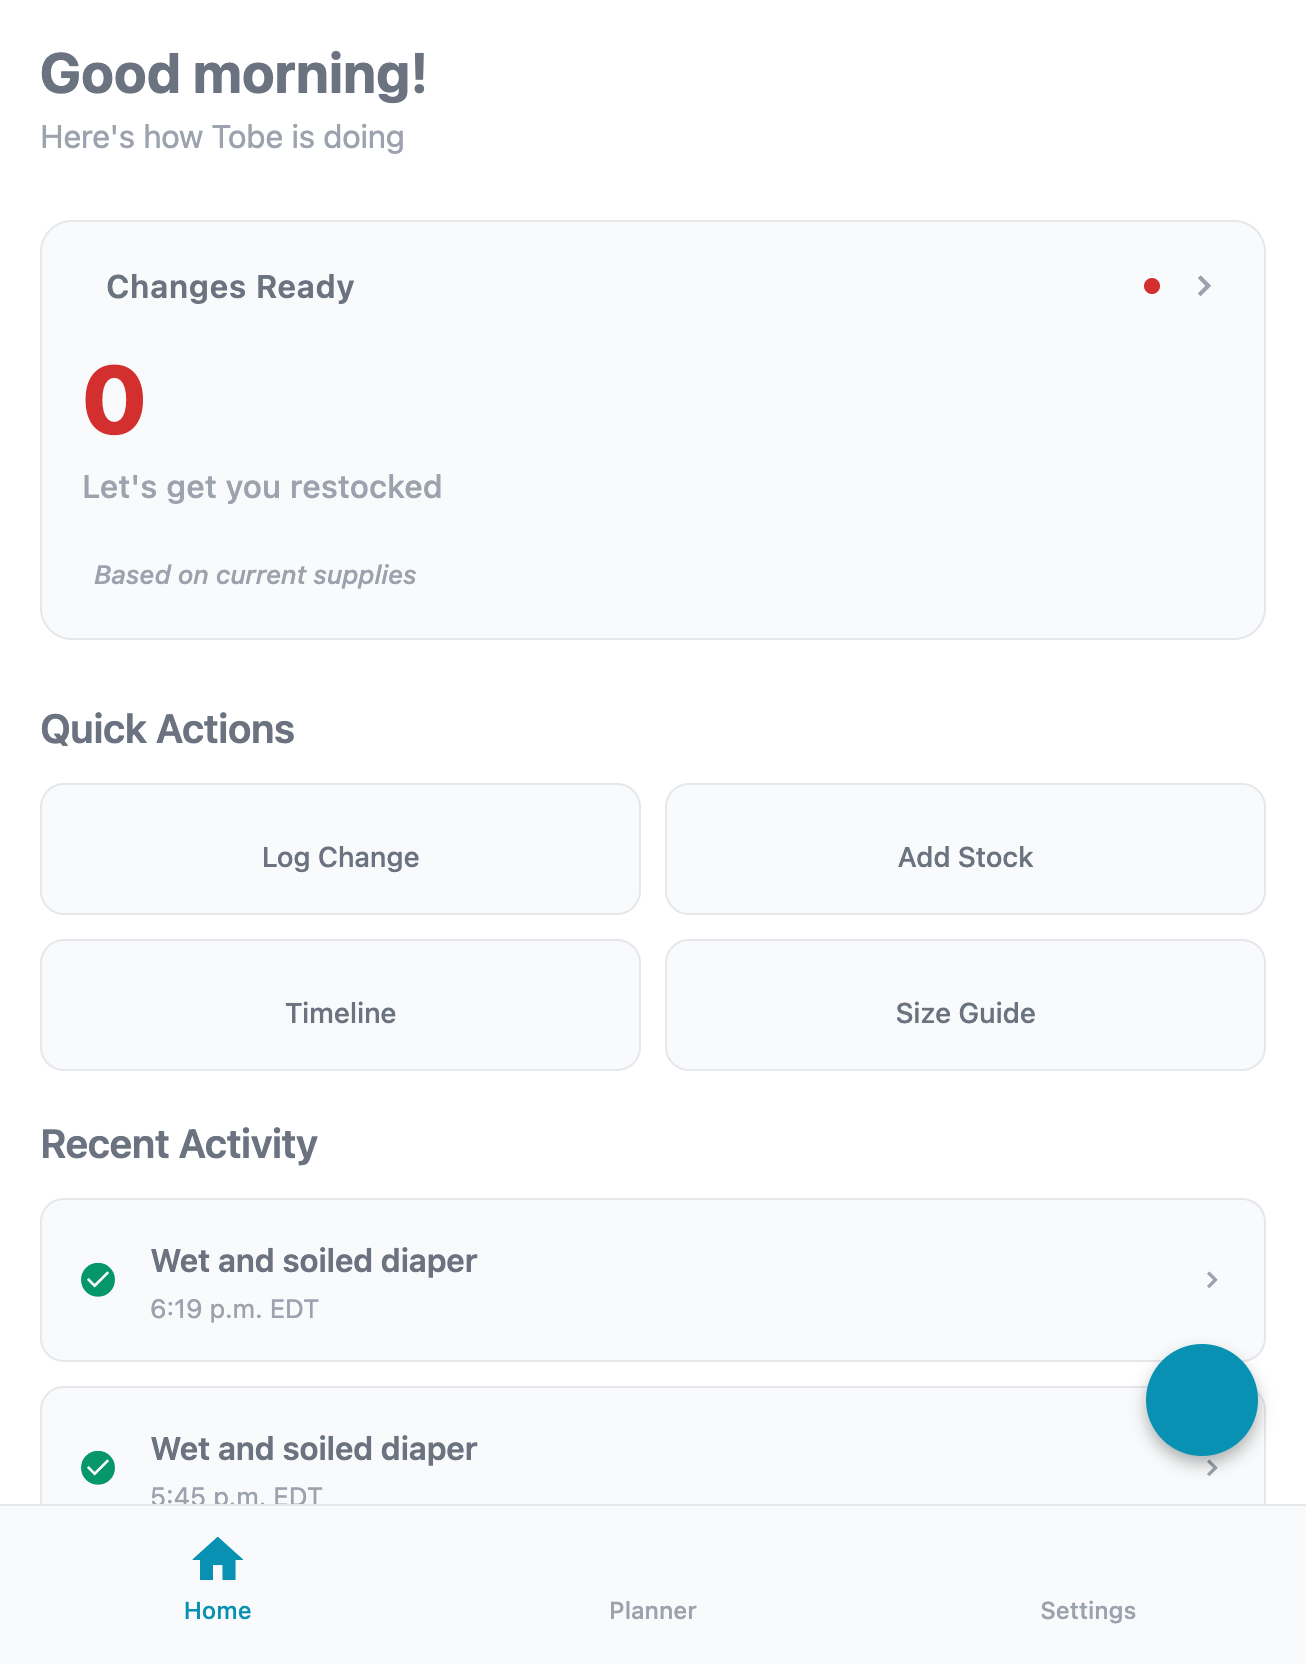 Good morning!
Here's how Tobe is doing
Changes Ready
0
Let's get you restocked
Based on current supplies
Quick Actions
Log Change
Add Stock
Timeline
Size Guide
Recent Activity
Wet and soiled diaper
6:19 p.m. EDT
Wet and soiled diaper
5:45 p.m. EDT
Home
Planner
Settings